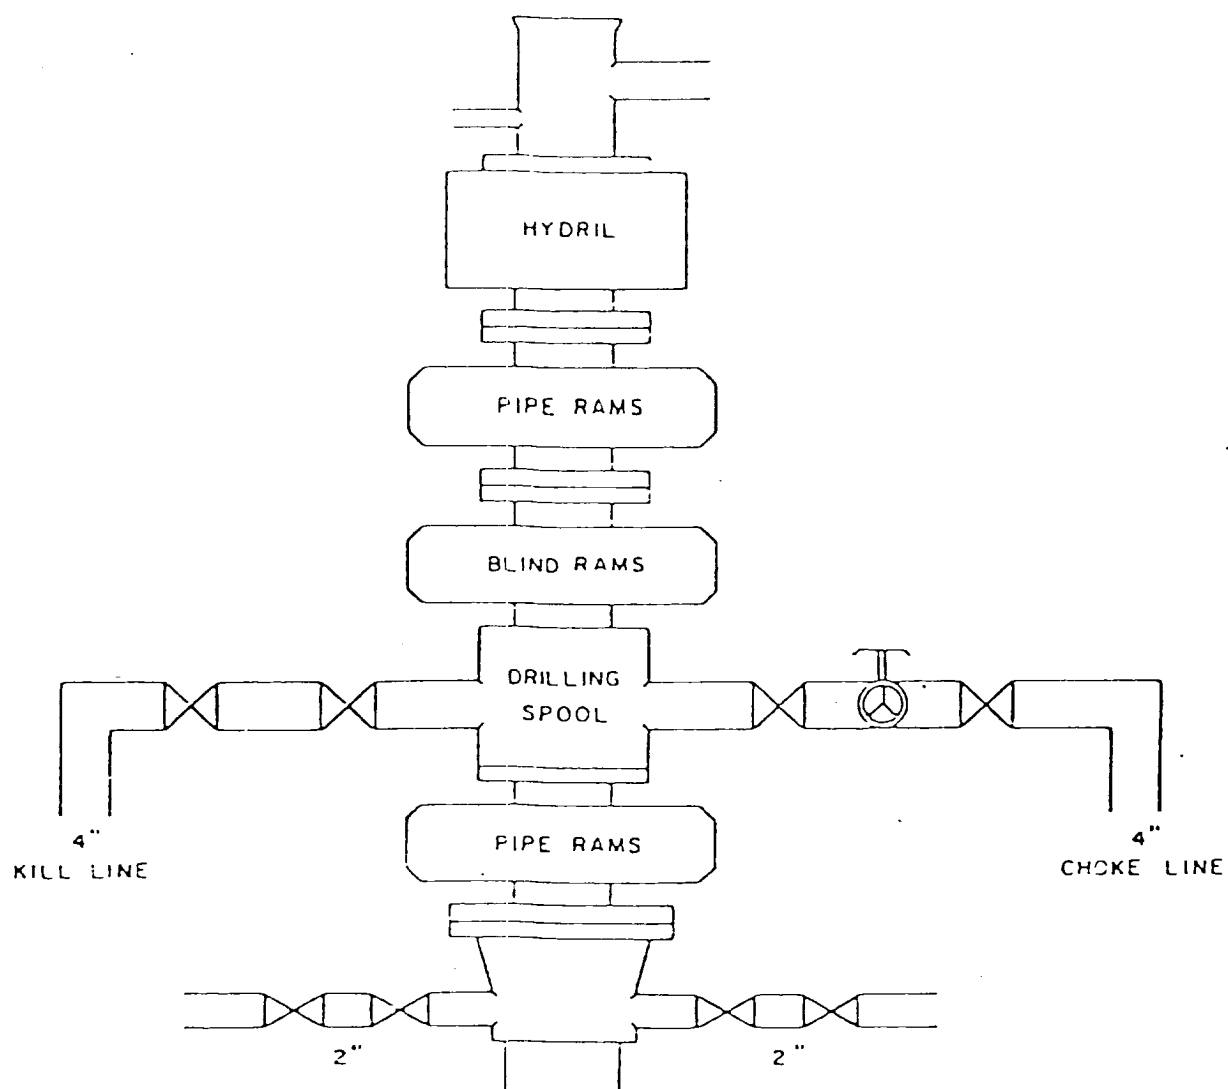 HYDRIL
PIPE RAMS
BLIND RAMS
DRILLING
SPOOL
4"
KILL LINE
4"
CHOKE LINE
PIPE RAMS
2"
2"